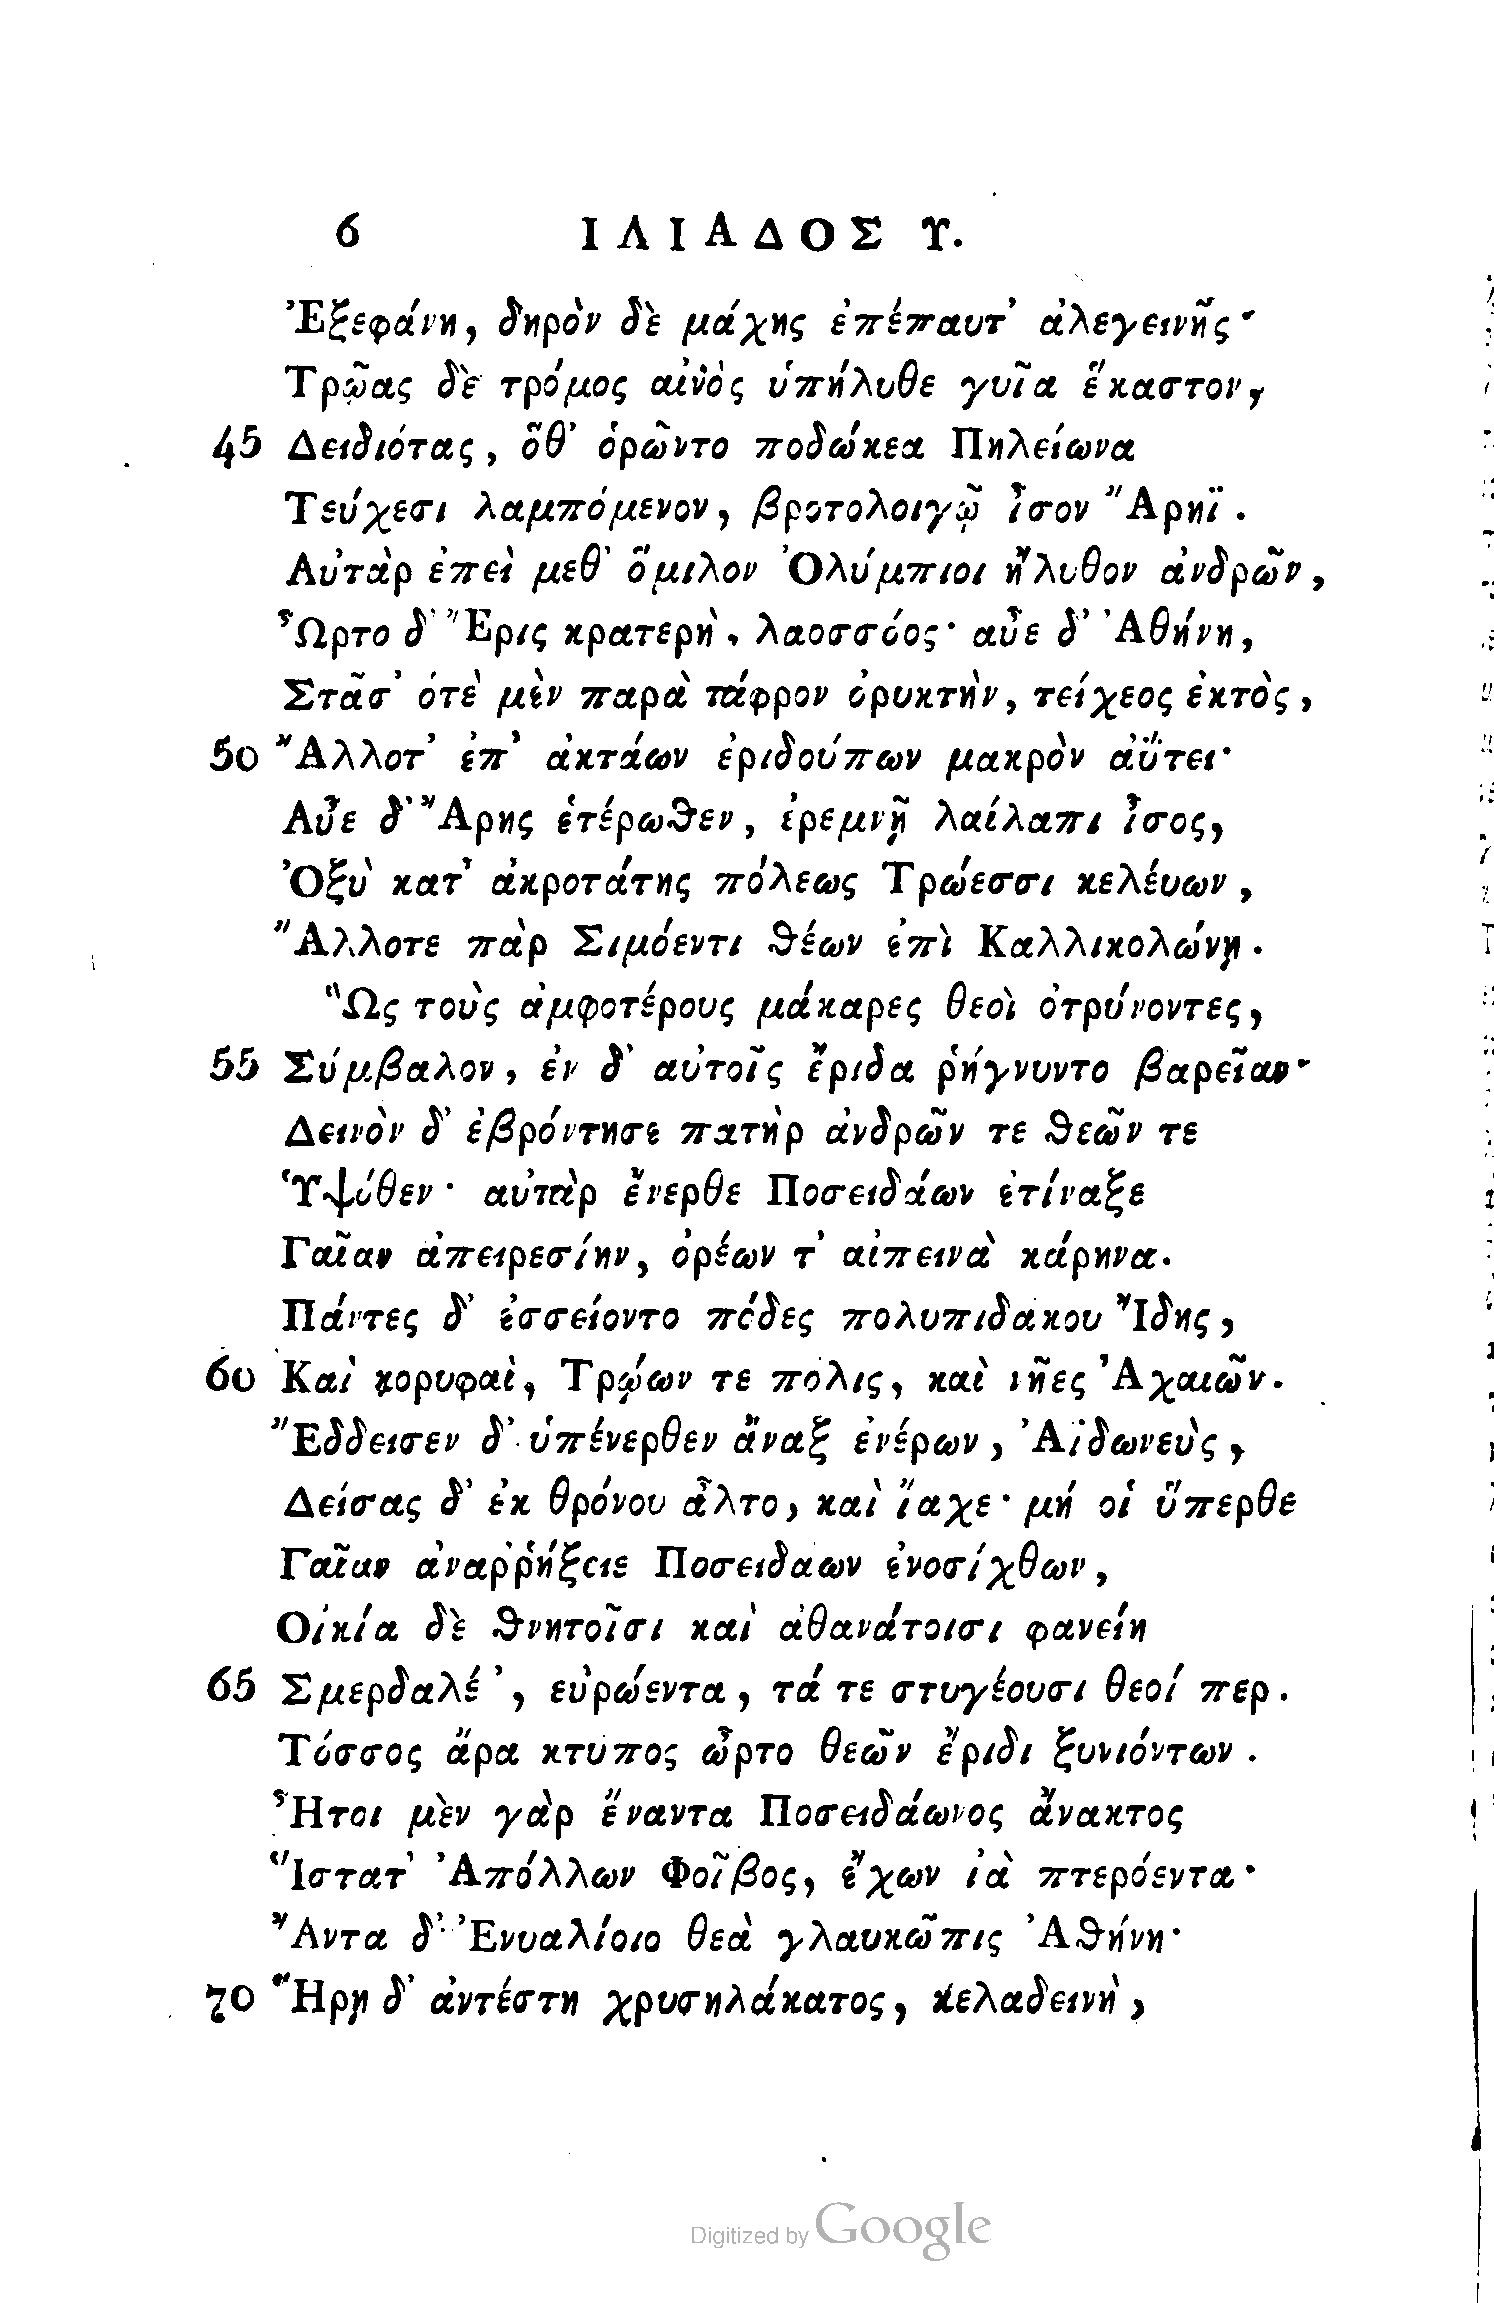 6 ΙΛΙΑΔΟΣ Υ.
Ἐξεφάνη, δηρὸν δὲ μάχης ἐπέπαυτ’ ἀλεγεινῆς·
Τρῶας δὲ τρόμος αἰνὸς ὑπήλυθε γυῖα ἕκαστον,
45 Δειδιότας, ὅθ’ ὁρῶντο ποδώκεα Πηλείωνα
Τεύχεσι λαμπόμενον, βροτολοιγῷ ἶσον Ἄρηϊ.
Αὐτὰρ ἐπεὶ μεθ’ ὅμιλον Ὀλύμπιοι ἤλυθον ἀνδρῶν,
Ὦρτο δ’ Ἔρις κρατερὴ, λαοσσόος· αὖε δ’ Ἀθήνη,
Στᾶσ’ ὁτὲ μὲν παρὰ τάφρον ὀρυκτὴν, τείχεος ἐκτὸς,
50 Ἄλλοτ’ ἐπ’ ἀκτάων ἐριδούπων μακρὸν ἀΰτει·
Αὖε δ’ Ἄρης ἑτέρωθεν, ἐρεμνῇ λαίλαπι ἶσος,
Ὀξὺ κατ’ ἀκροτάτης πόλεως Τρώεσσι κελέυων,
Ἄλλοτε πὰρ Σιμόεντι θέων ἐπὶ Καλλικολώνῃ.
Ὣς τοὺς ἀμφοτέρους μάκαρες θεοὶ ὀτρύνοντες,
55 Σύμβαλον, ἐν δ’ αὐτοῖς ἔριδα ῥήγνυντο βαρεῖαν·
Δεινὸν δ’ ἐβρόντησε πατὴρ ἀνδρῶν τε θεῶν τε
Ὑψόθεν· αὐτὰρ ἔνερθε Ποσειδάων ἐτίναξε
Γαῖαν ἀπειρεσίην, ὀρέων τ’ αἰπεινὰ κάρηνα.
Πάντες δ’ ἐσσείοντο πόδες πολυπιδακου Ἴδης,
60 Καὶ κορυφαὶ, Τρώων τε πόλις, καὶ νῆες Ἀχαιῶν.
Ἔδδεισεν δ’ ὑπένερθεν ἄναξ ἐνέρων, Ἀϊδωνεὺς,
Δείσας δ’ ἐκ θρόνου ἆλτο, καὶ ἴαχε· μή οἱ ὕπερθε
Γαῖαν ἀναῤῥήξειε Ποσειδαων ἐνοσίχθων,
Οἰκία δὲ θνητοῖσι καὶ ἀθανάτοισι φανείη
65 Σμερδαλέ’, εὐρώεντα, τά τε στυγέουσι θεοί περ.
Τόσσος ἄρα κτυπος ὦρτο θεῶν ἔριδι ξυνιόντων.
Ἦτοι μὲν γὰρ ἔναντα Ποσειδάωνος ἄνακτος
Ἵστατ’ Ἀπόλλων Φοῖβος, ἔχων ἰὰ πτερόεντα·
Ἄντα δ’ Ἐνυαλίοιο θεὰ γλαυκῶπις Ἀθήνη·
70 Ἥρῃ δ’ ἀντέστη χρυσηλάκατος, κελαδεινὴ,
Digitized by Google